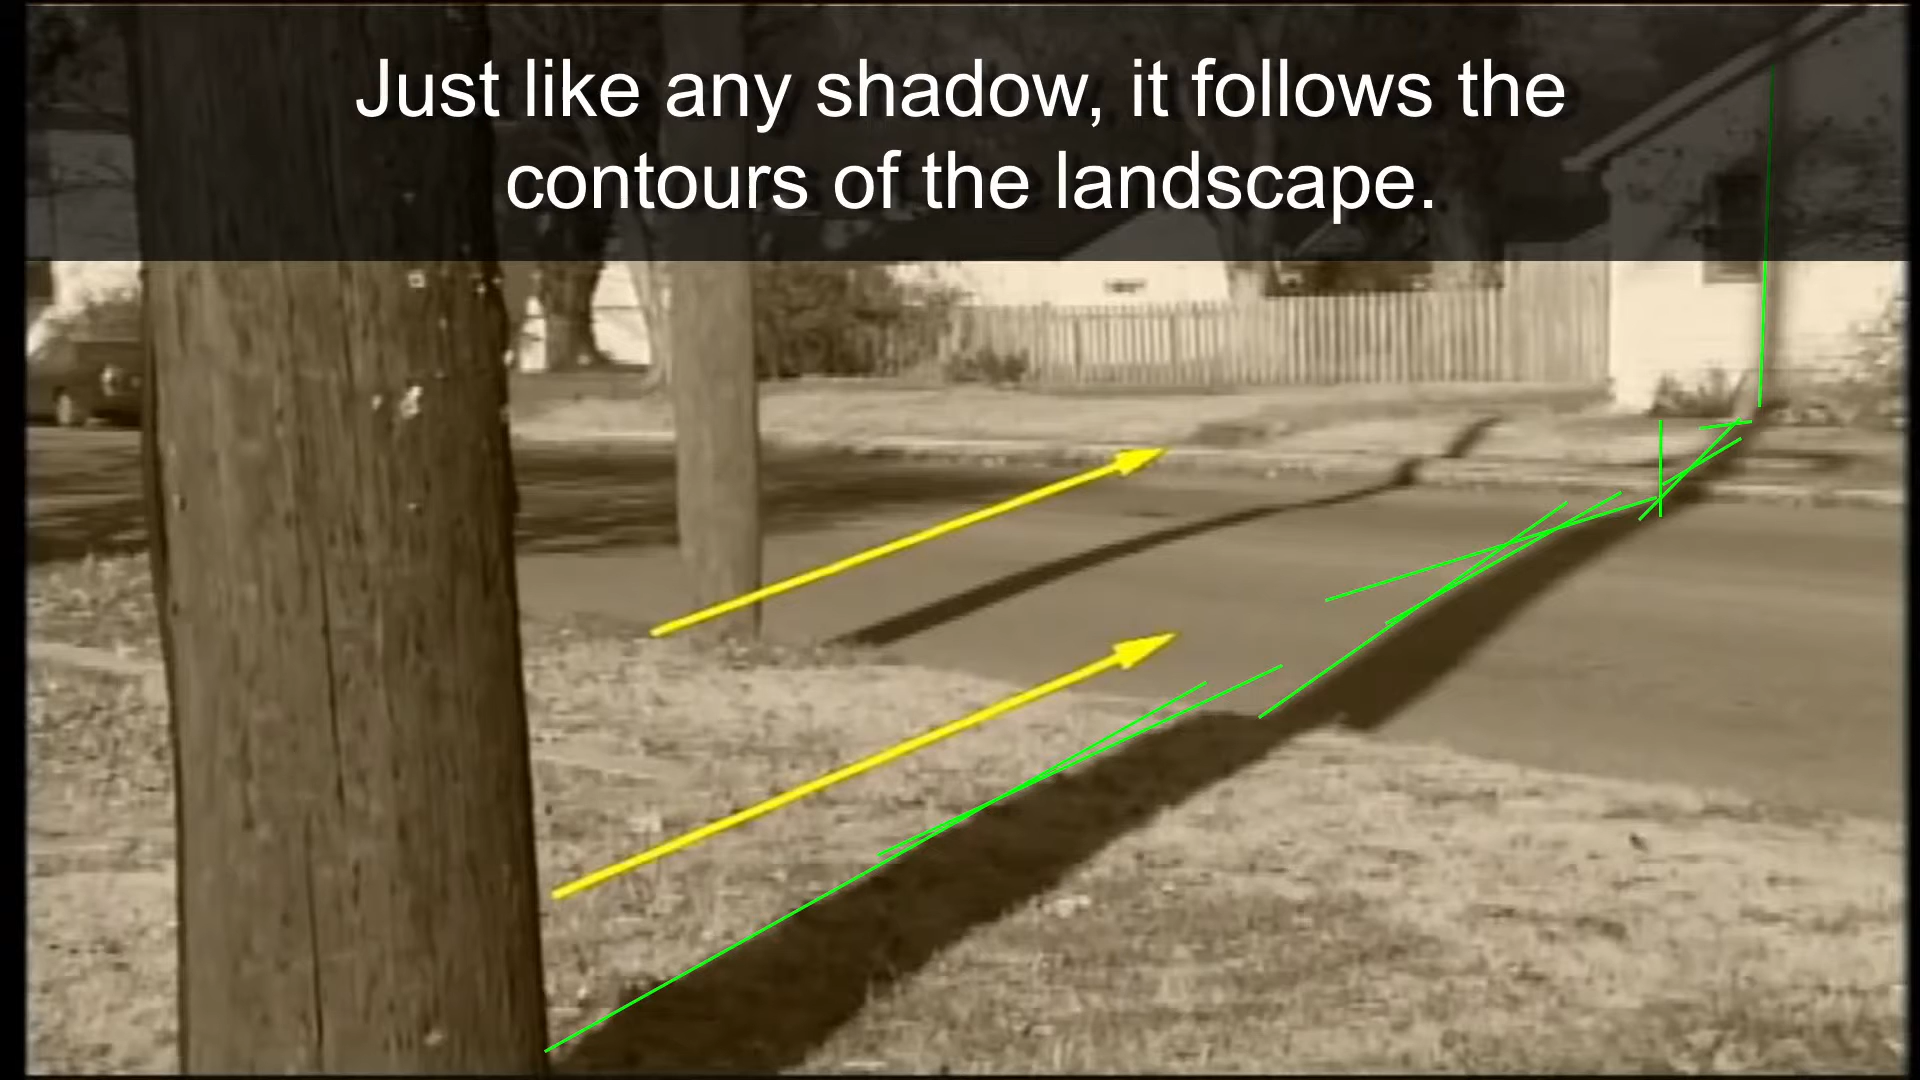 Just like any shadow, it follows the
contours of the landscape.